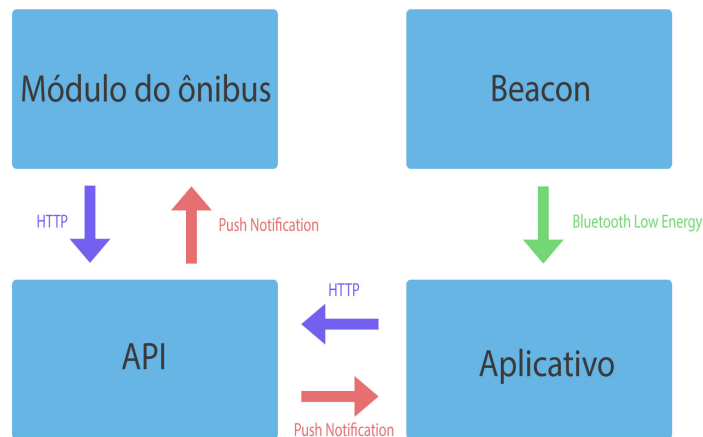 Módulo do ônibus
Beacon
HTTP
Push Notification
Bluetooth Low Energy
API
HTTP
Aplicativo
Push Notification